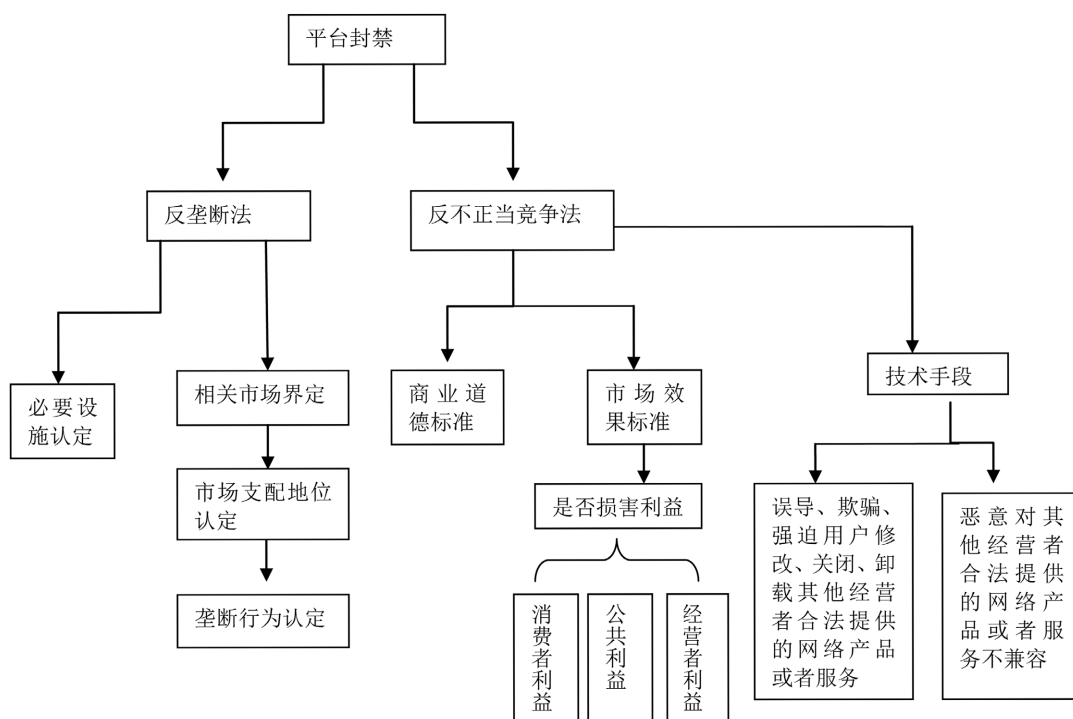 平台封禁
反垄断法
反不正当竞争法
必要设
施认定
相关市场界定
商业道
德标准
市场效
果标准
技术手段
市场支配地位
认定
是否损害利益
误导、欺骗、
强迫用户修
改、关闭、卸
载其他经营
者合法提供
的网络产品
或者服务
恶意对其
他经营者
合法提供
的网络产
品或者服
务不兼容
垄断行为认定
消费者利益
公共利益
经营者利益